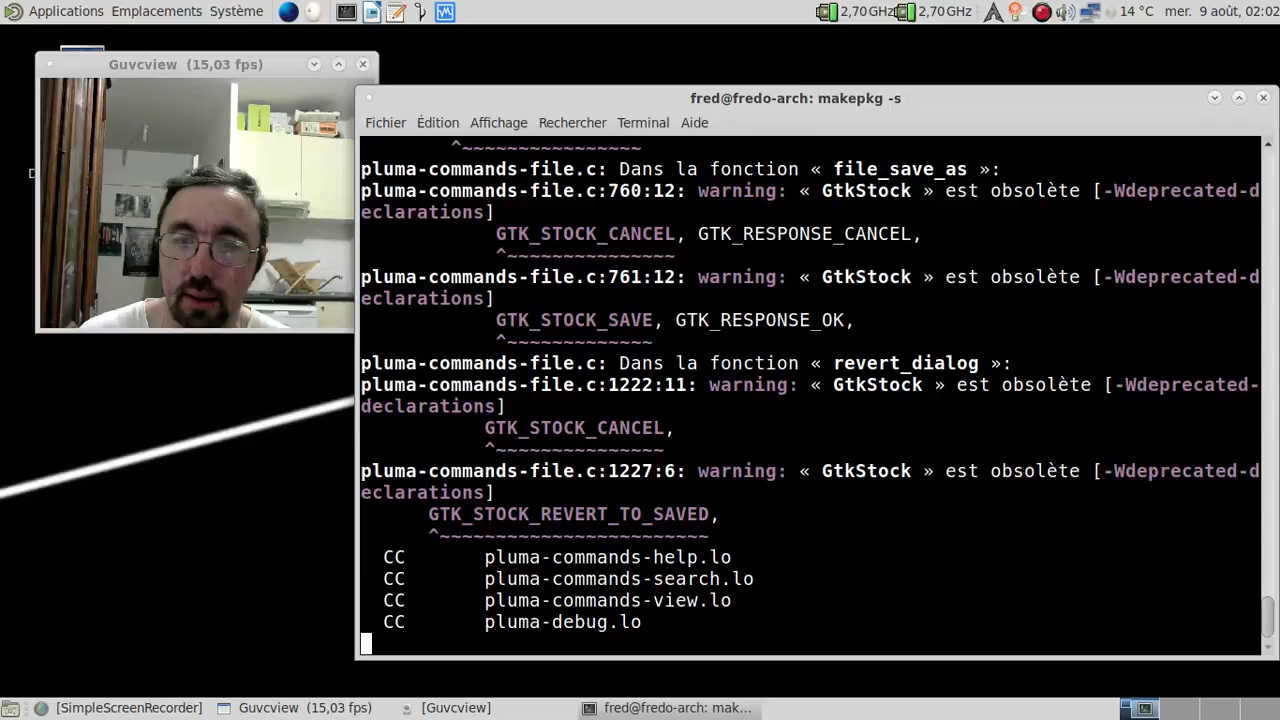 Applications Emplacements Système
2,70 GHz 2,70 GHz 14 °C mer. 9 août, 02:02
Guvcview (15,03 fps)
fred@fredo-arch: makepkg -s
Fichier Édition Affichage Rechercher Terminal Aide
^~~~~~~~~~~~~~~~~
pluma-commands-file.c: Dans la fonction « file_save_as »:
pluma-commands-file.c:760:12: warning: « GtkStock » est obsolète [-Wdeprecated-d
eclarations]
GTK_STOCK_CANCEL, GTK_RESPONSE_CANCEL,
^~~~~~~~~~~~~~~~
pluma-commands-file.c:761:12: warning: « GtkStock » est obsolète [-Wdeprecated-d
eclarations]
GTK_STOCK_SAVE, GTK_RESPONSE_OK,
^~~~~~~~~~~~~~
pluma-commands-file.c: Dans la fonction « revert_dialog »:
pluma-commands-file.c:1222:11: warning: « GtkStock » est obsolète [-Wdeprecated-
declarations]
GTK_STOCK_CANCEL,
^~~~~~~~~~~~~~~~
pluma-commands-file.c:1227:6: warning: « GtkStock » est obsolète [-Wdeprecated-d
eclarations]
GTK_STOCK_REVERT_TO_SAVED,
^~~~~~~~~~~~~~~~~~~~~~~~~
CC pluma-commands-help.lo
CC pluma-commands-search.lo
CC pluma-commands-view.lo
CC pluma-debug.lo
[SimpleScreenRecorder] Guvcview (15,03 fps) [Guvcview] fred@fredo-arch: mak...